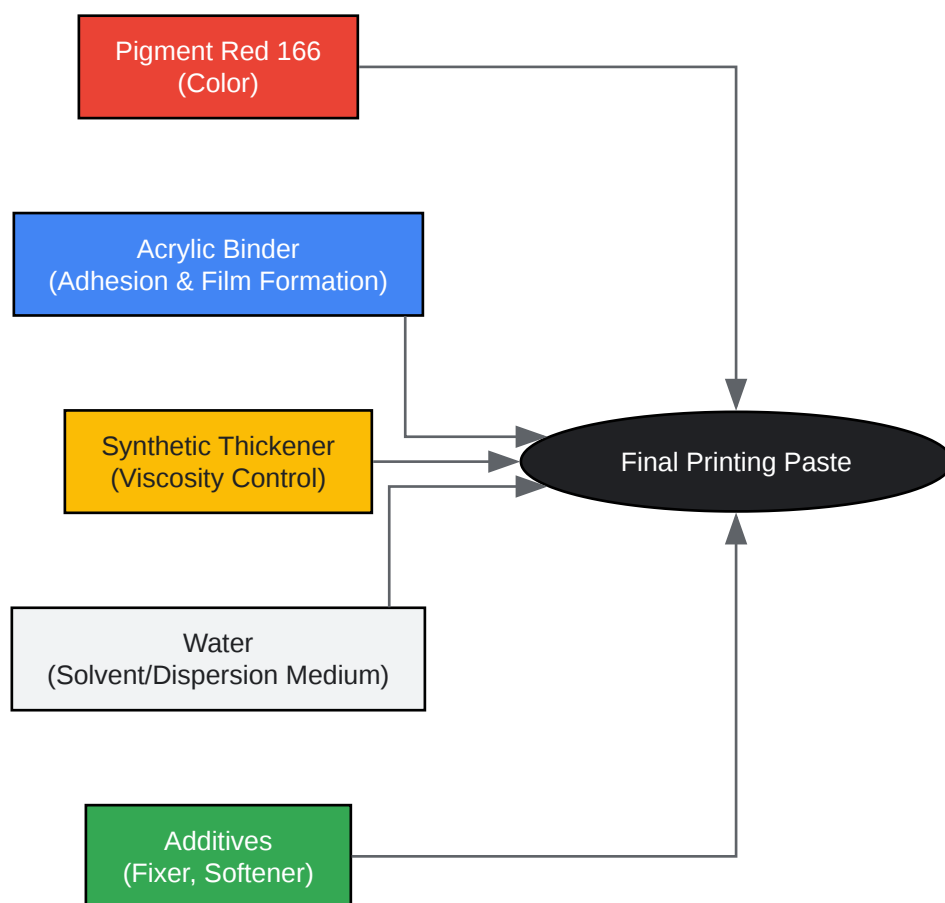 Pigment Red 166
(Color)
Acrylic Binder
(Adhesion & Film Formation)
Synthetic Thickener
(Viscosity Control)
Final Printing Paste
Water
(Solvent/Dispersion Medium)
Additives
(Fixer, Softener)